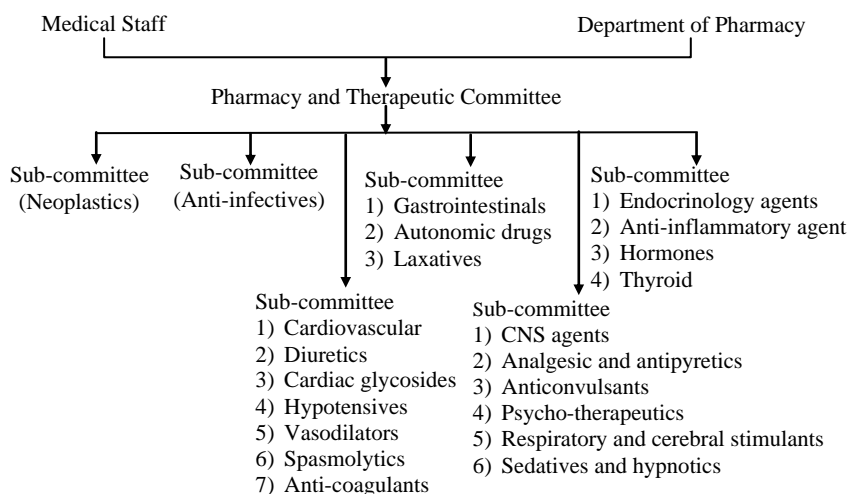 Medical Staff
Department of Pharmacy
Pharmacy and Therapeutic Committee
Sub-committee
(Neoplastics)
Sub-committee
(Anti-infectives)
Sub-committee
1) Gastrointestinals
2) Autonomic drugs
3) Laxatives
Sub-committee
1) Endocrinology agents
2) Anti-inflammatory agent
3) Hormones
4) Thyroid
Sub-committee
1) Cardiovascular
2) Diuretics
3) Cardiac glycosides
4) Hypotensives
5) Vasodilators
6) Spasmolytics
7) Anti-coagulants
Sub-committee
1) CNS agents
2) Analgesic and antipyretics
3) Anticonvulsants
4) Psycho-therapeutics
5) Respiratory and cerebral stimulants
6) Sedatives and hypnotics